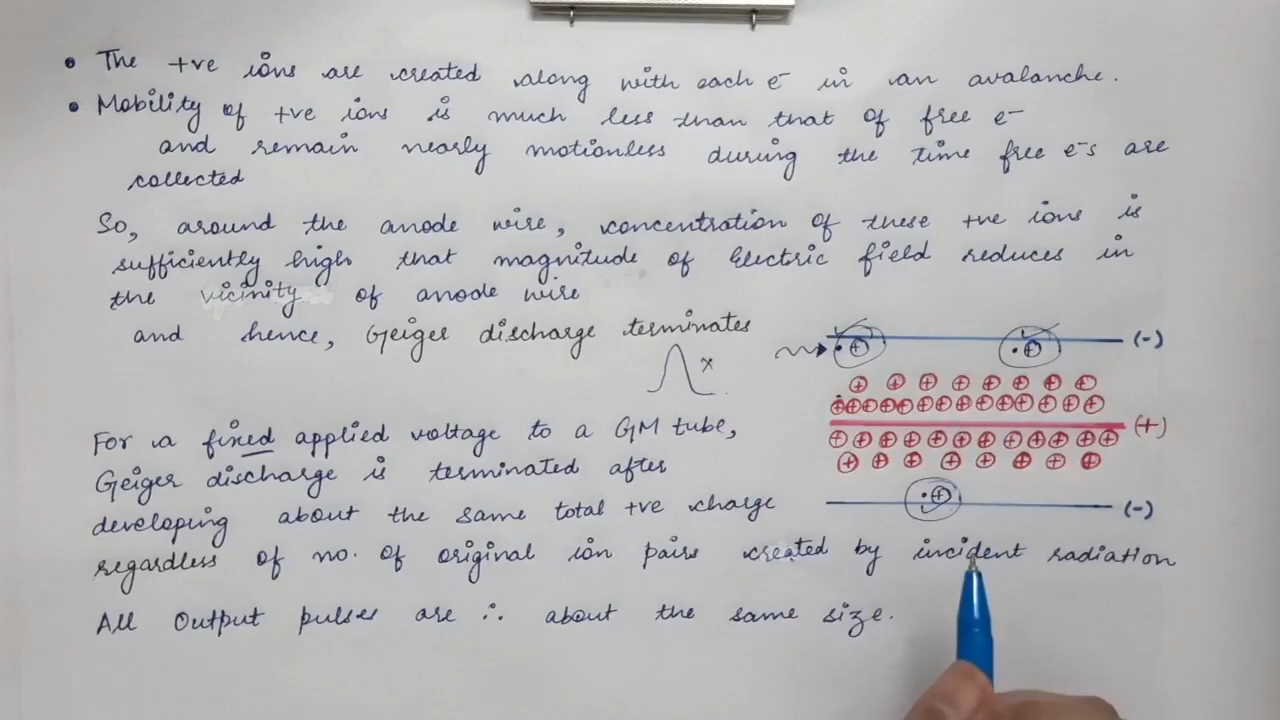 • The +ve ions are created along with each e⁻ in an avalanche.
• Mobility of +ve ions is much less than that of free e⁻
and remain nearly motionless during the time free e⁻s are
collected
So, around the anode wire, concentration of these +ve ions is
sufficiently high that magnitude of Electric field reduces in
the vicinity of anode wire
and hence, Geiger discharge terminates
(-)
x
(+)
For a fixed applied voltage to a GM tube,
Geiger discharge is terminated after
developing about the same total +ve charge
(-)
regardless of no. of original ion pairs created by incident radiation
All Output pulses are ∴ about the same size.